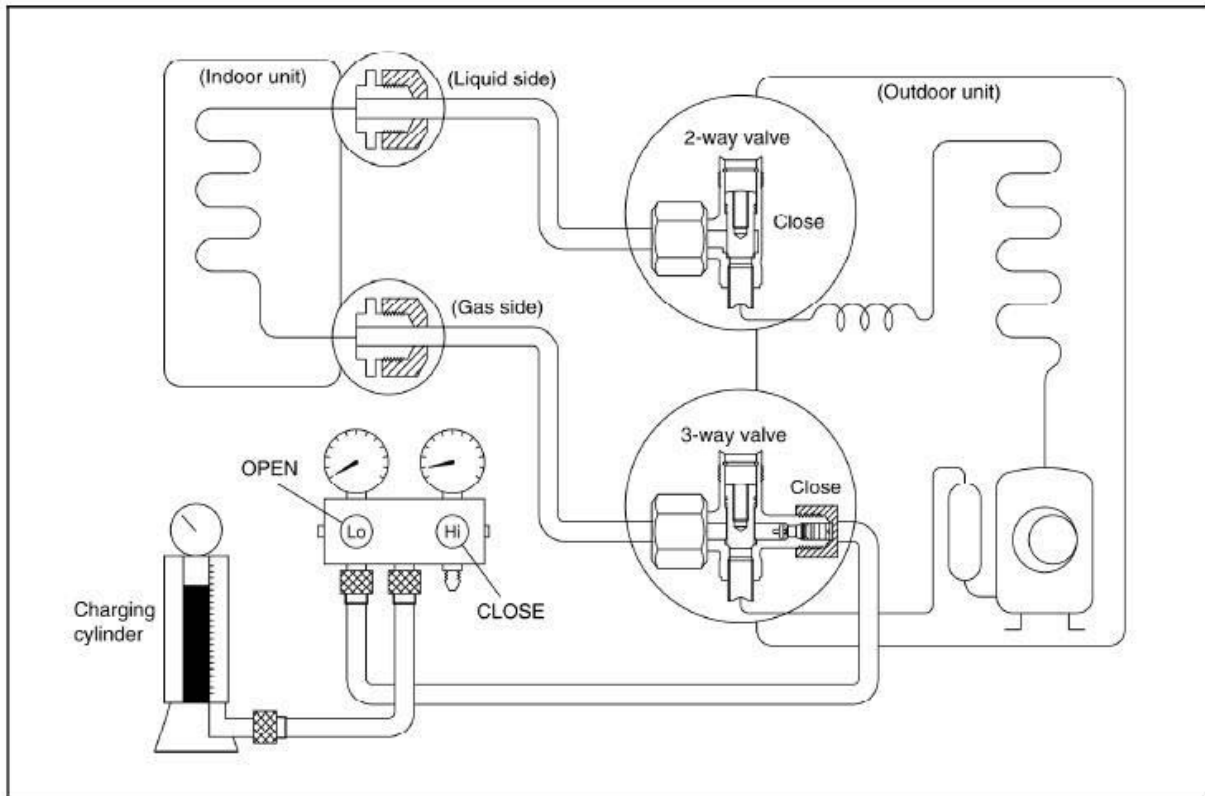 (Indoor unit)
(Liquid side)
(Outdoor unit)
2-way valve
Close
(Gas side)
3-way valve
Close
OPEN
Lo
Hi
CLOSE
Charging
cylinder